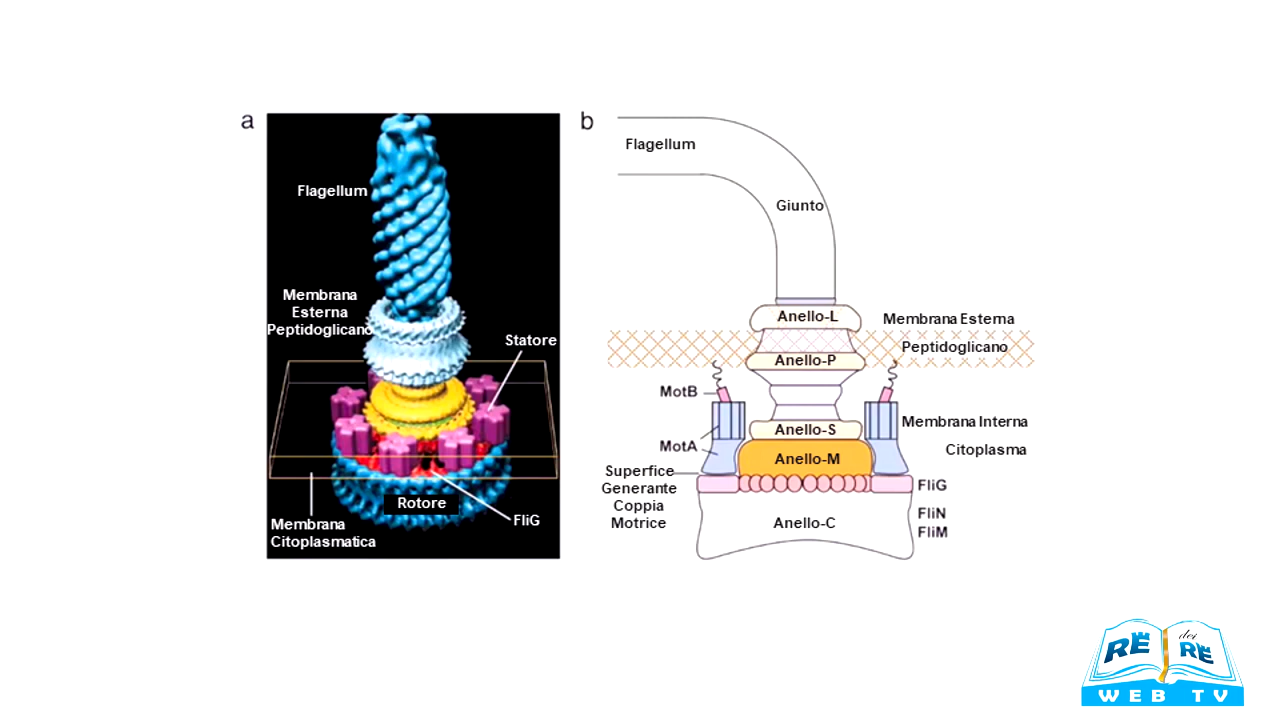 a
Flagellum
Membrana
Esterna
Peptidoglicano
Statore
Rotore
FliG
Membrana
Citoplasmatica
b
Flagellum
Giunto
Anello-L
Membrana Esterna
Peptidoglicano
Anello-P
MotB
Membrana Interna
Anello-S
MotA
Citoplasma
Anello-M
Superfice
Generante
Coppia
Motrice
FliG
FliN
Anello-C
FliM
RE dei RE
WEB TV